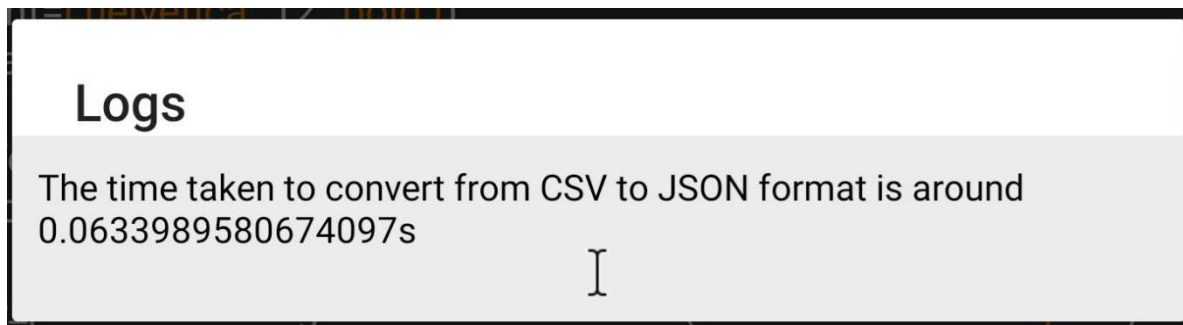 Logs
The time taken to convert from CSV to JSON format is around
0.0633989580674097s